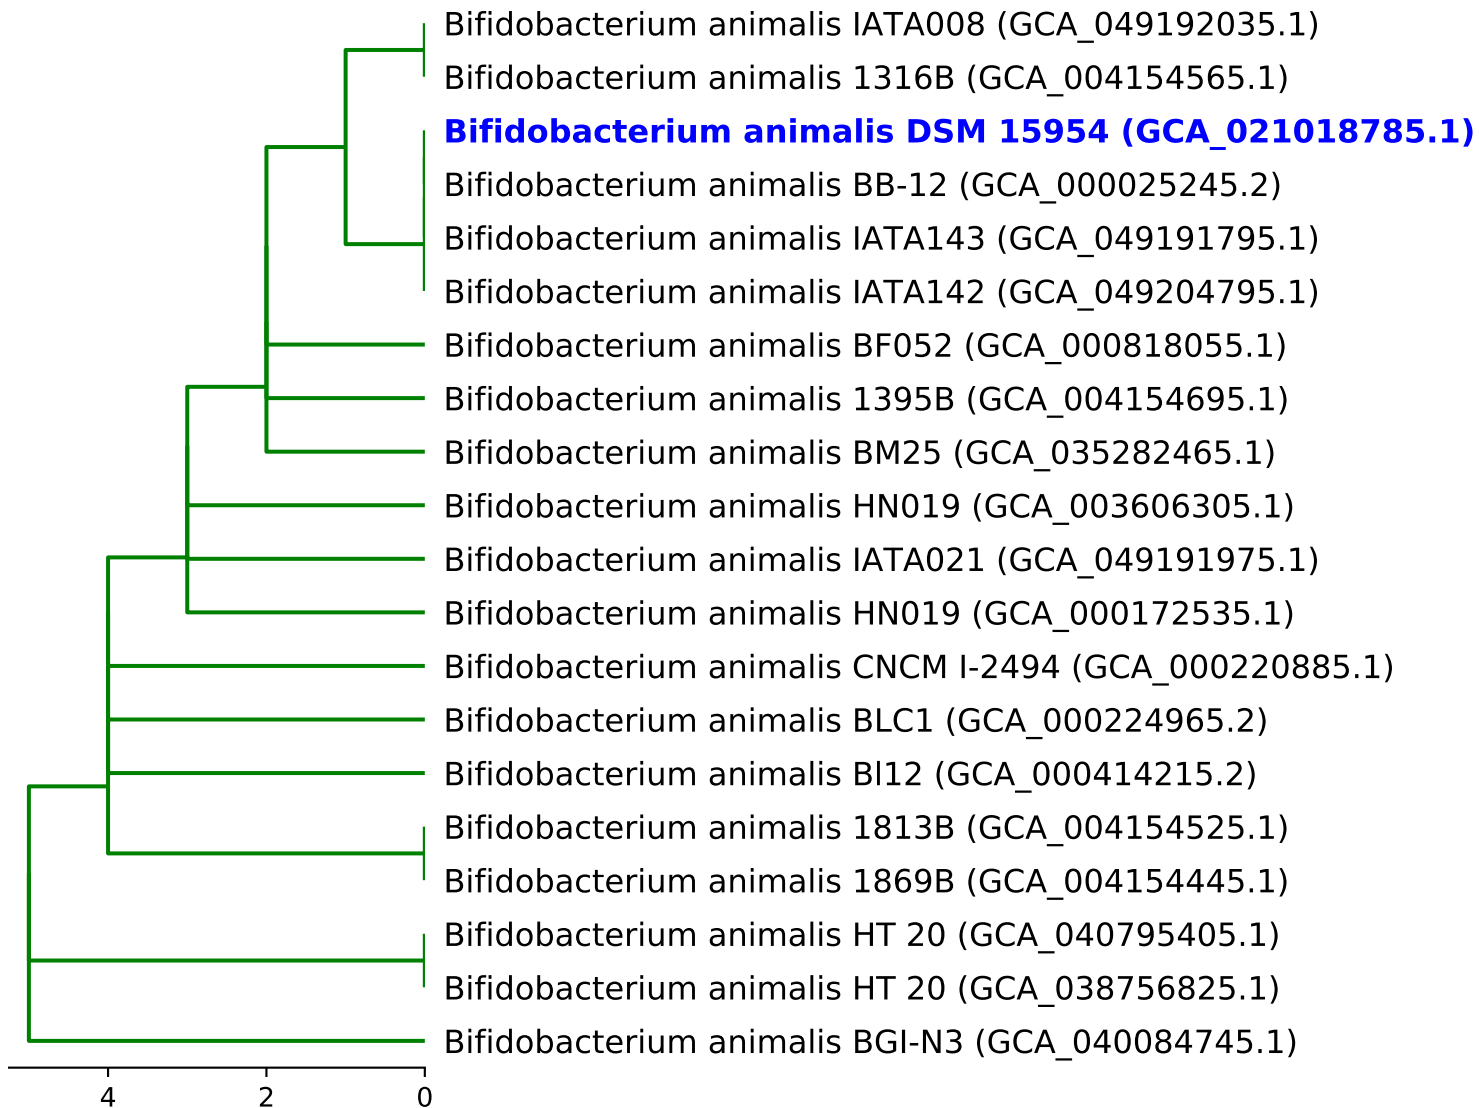 Bifidobacterium animalis IATA008 (GCA_049192035.1)
Bifidobacterium animalis 1316B (GCA_004154565.1)
Bifidobacterium animalis DSM 15954 (GCA_021018785.1)
Bifidobacterium animalis BB-12 (GCA_000025245.2)
Bifidobacterium animalis IATA143 (GCA_049191795.1)
Bifidobacterium animalis IATA142 (GCA_049204795.1)
Bifidobacterium animalis BF052 (GCA_000818055.1)
Bifidobacterium animalis 1395B (GCA_004154695.1)
Bifidobacterium animalis BM25 (GCA_035282465.1)
Bifidobacterium animalis HN019 (GCA_003606305.1)
Bifidobacterium animalis IATA021 (GCA_049191975.1)
Bifidobacterium animalis HN019 (GCA_000172535.1)
Bifidobacterium animalis CNCM I-2494 (GCA_000220885.1)
Bifidobacterium animalis BLC1 (GCA_000224965.2)
Bifidobacterium animalis Bl12 (GCA_000414215.2)
Bifidobacterium animalis 1813B (GCA_004154525.1)
Bifidobacterium animalis 1869B (GCA_004154445.1)
Bifidobacterium animalis HT 20 (GCA_040795405.1)
Bifidobacterium animalis HT 20 (GCA_038756825.1)
Bifidobacterium animalis BGI-N3 (GCA_040084745.1)
4 2 0